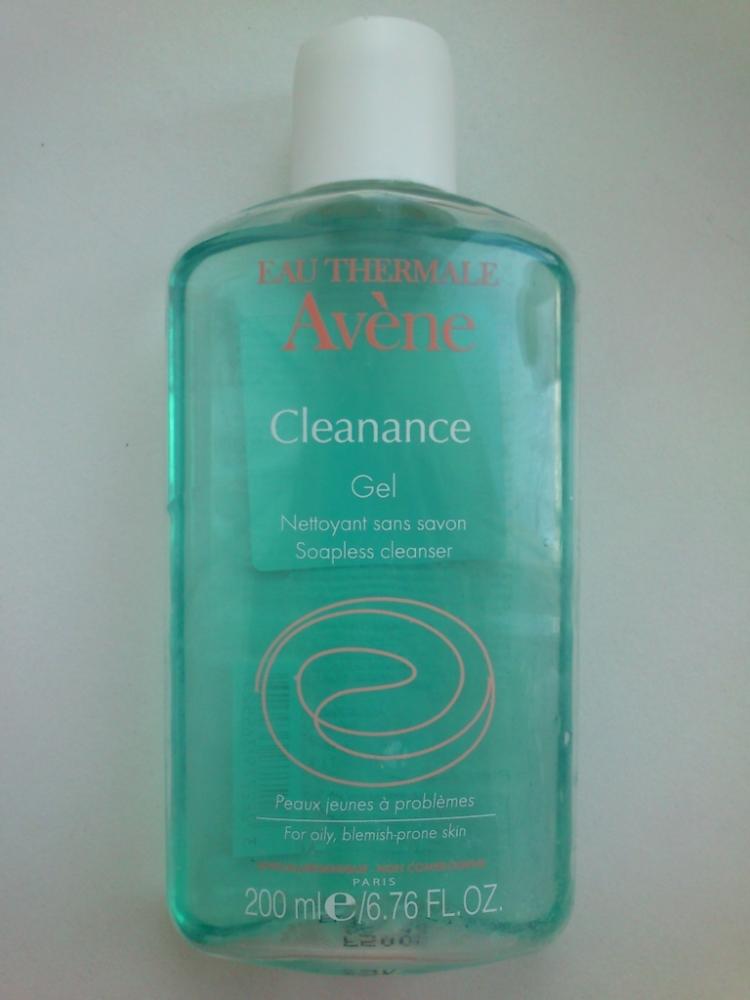 EAU THERMALE
Avène
Cleanance
Gel
Nettoyant sans savon
Soapless cleanser
Peaux jeunes à problèmes
For oily, blemish-prone skin
PARIS
200 ml e/6.76 FL.OZ.